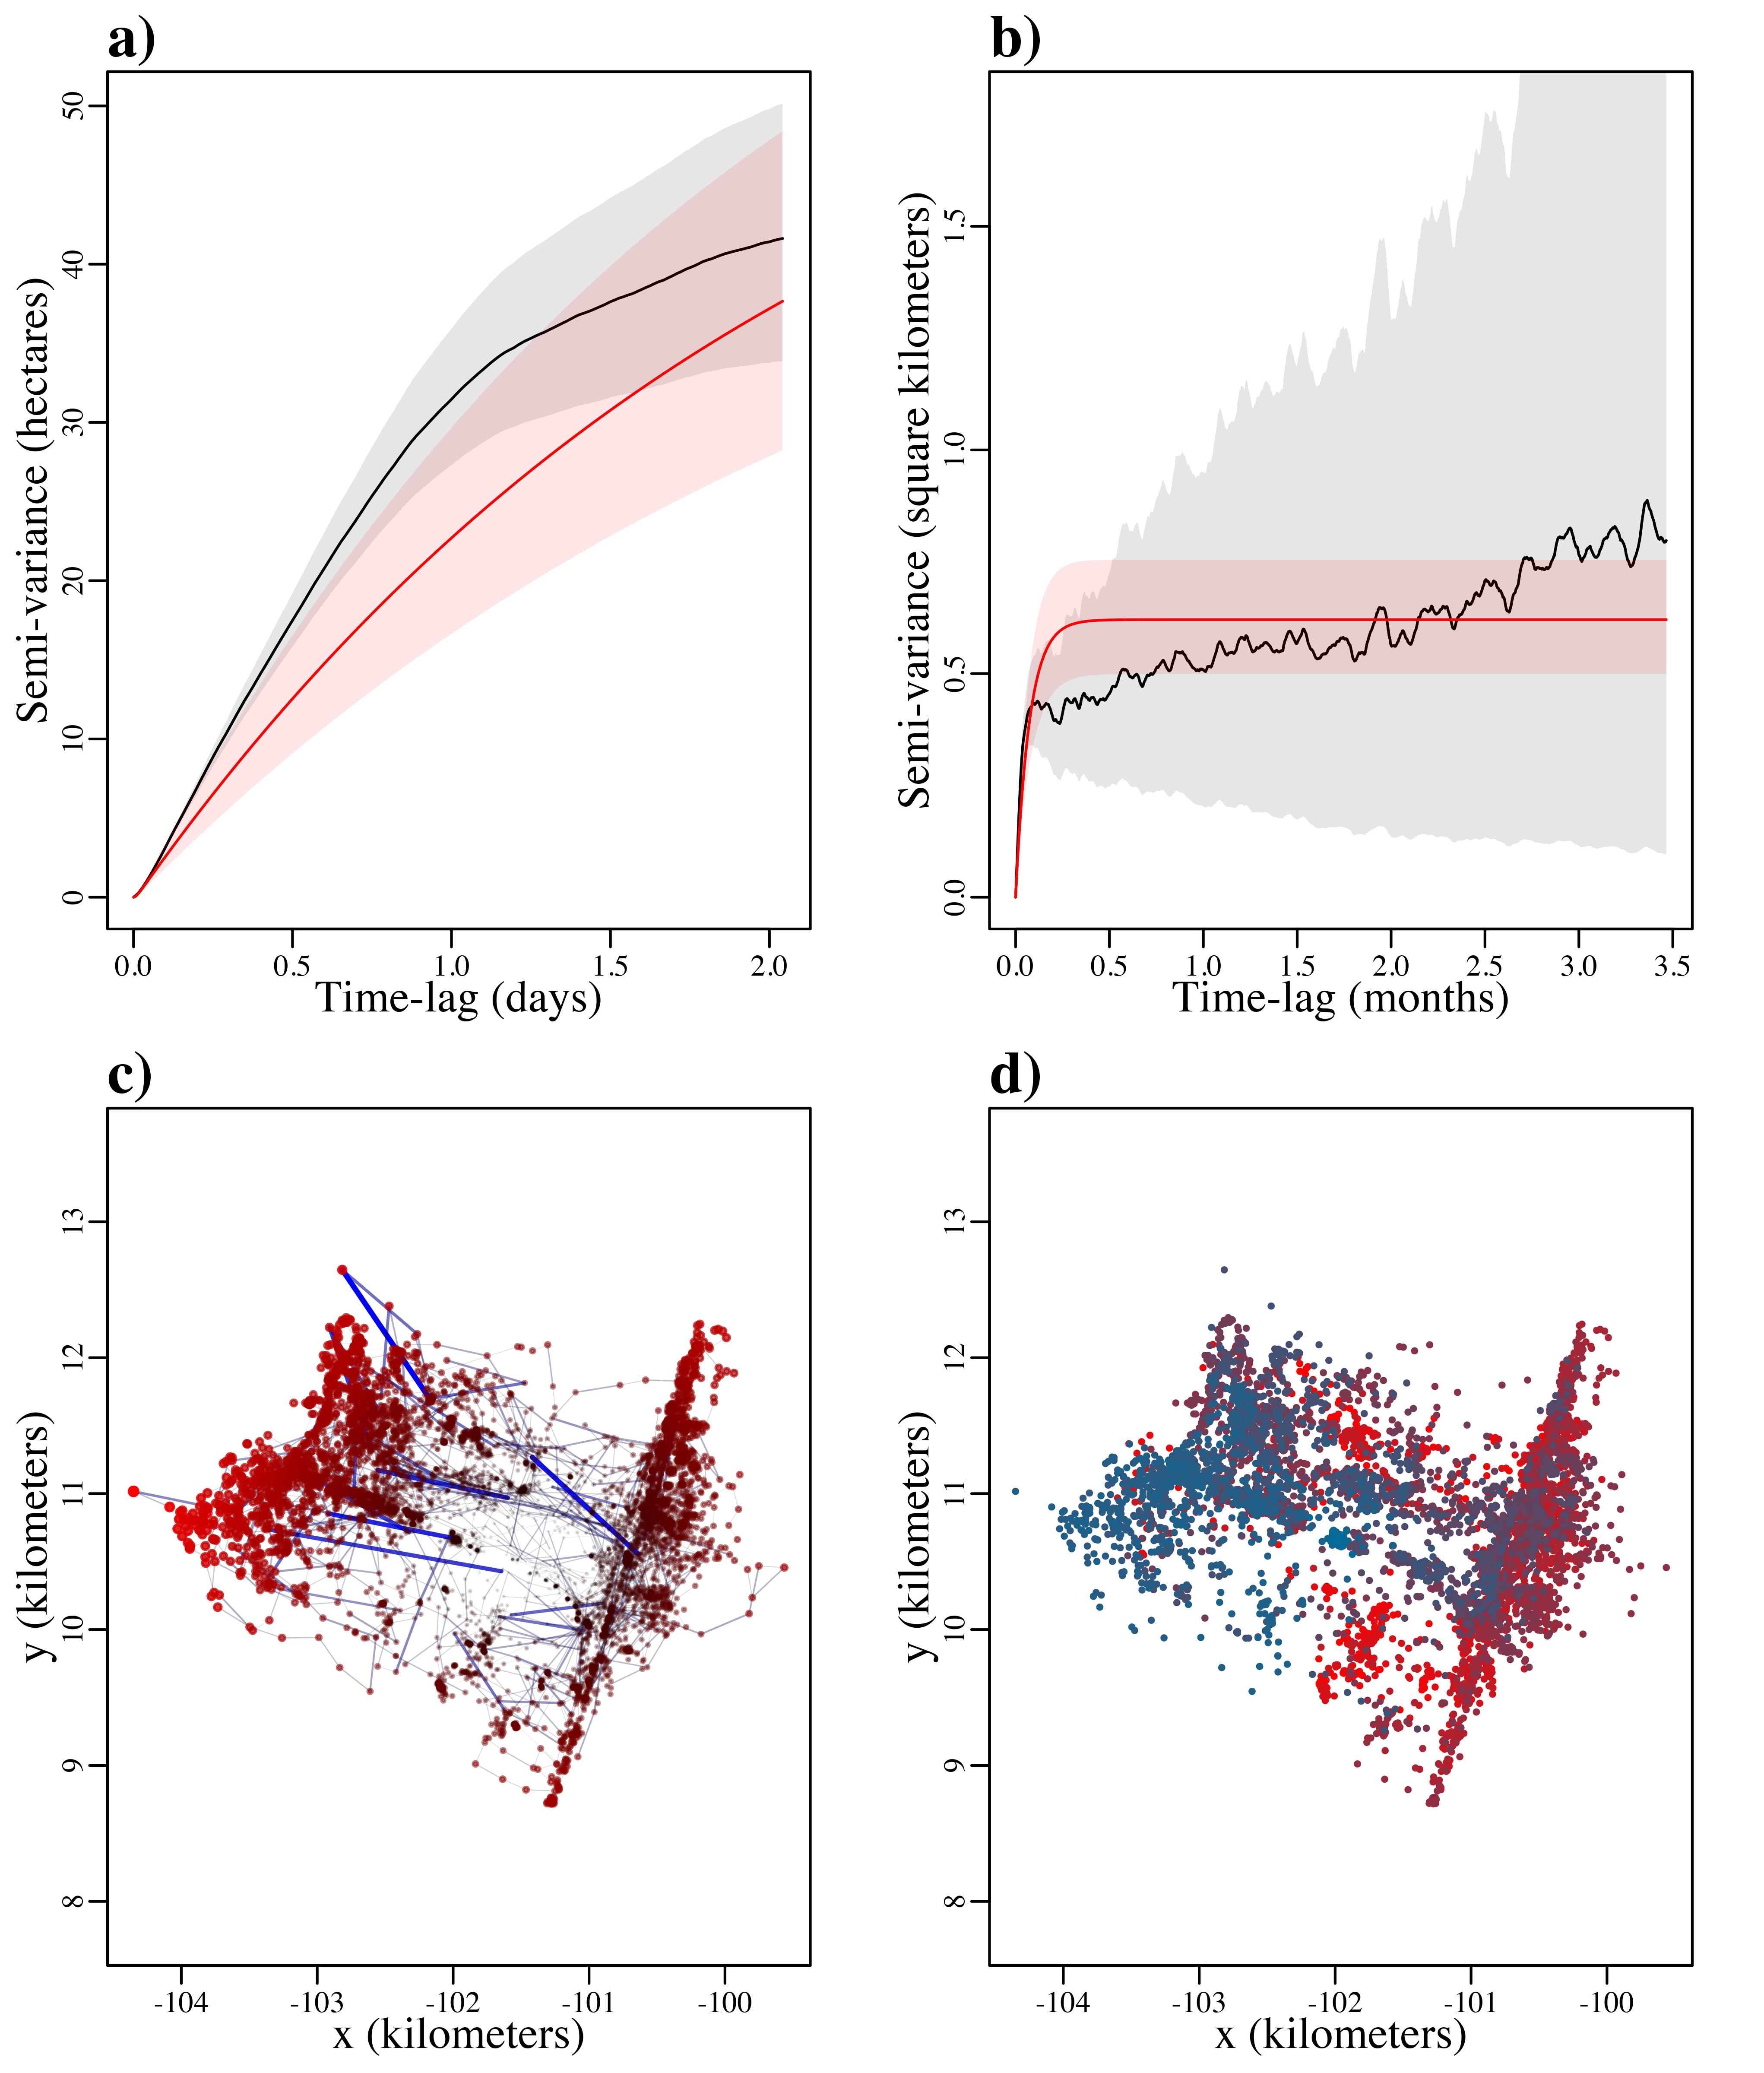 a)
Semi-variance (hectares)
50
40
30
20
10
0
0.0 0.5 1.0 1.5 2.0
Time-lag (days)
b)
Semi-variance (square kilometers)
1.5
1.0
0.5
0.0
0.0 0.5 1.0 1.5 2.0 2.5 3.0 3.5
Time-lag (months)
c)
y (kilometers)
13
12
11
10
9
8
-104 -103 -102 -101 -100
x (kilometers)
d)
y (kilometers)
13
12
11
10
9
8
-104 -103 -102 -101 -100
x (kilometers)